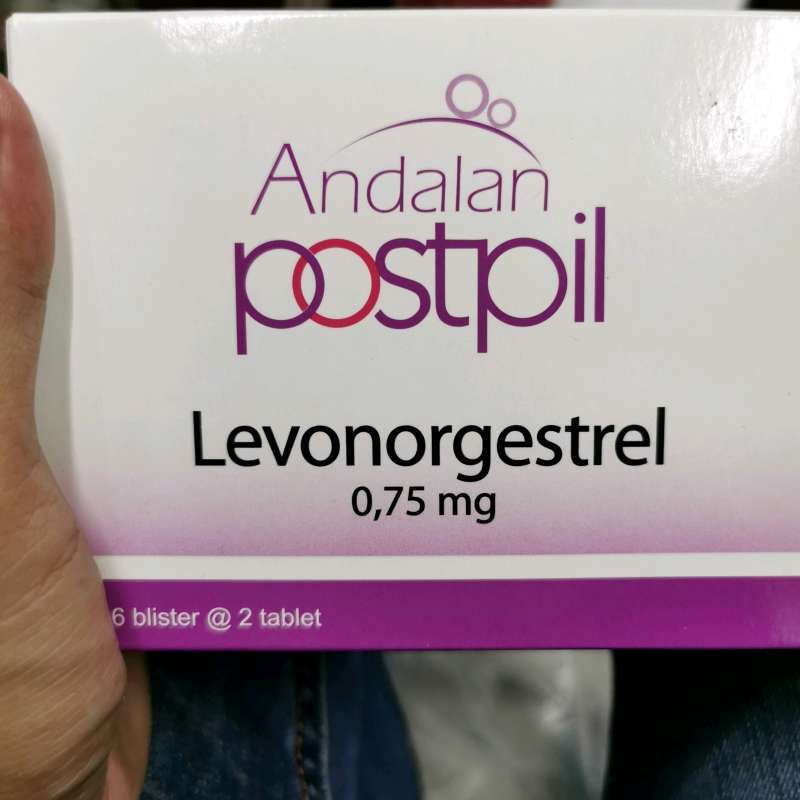 Andalan
postpil
Levonorgestrel
0,75 mg
6 blister @ 2 tablet